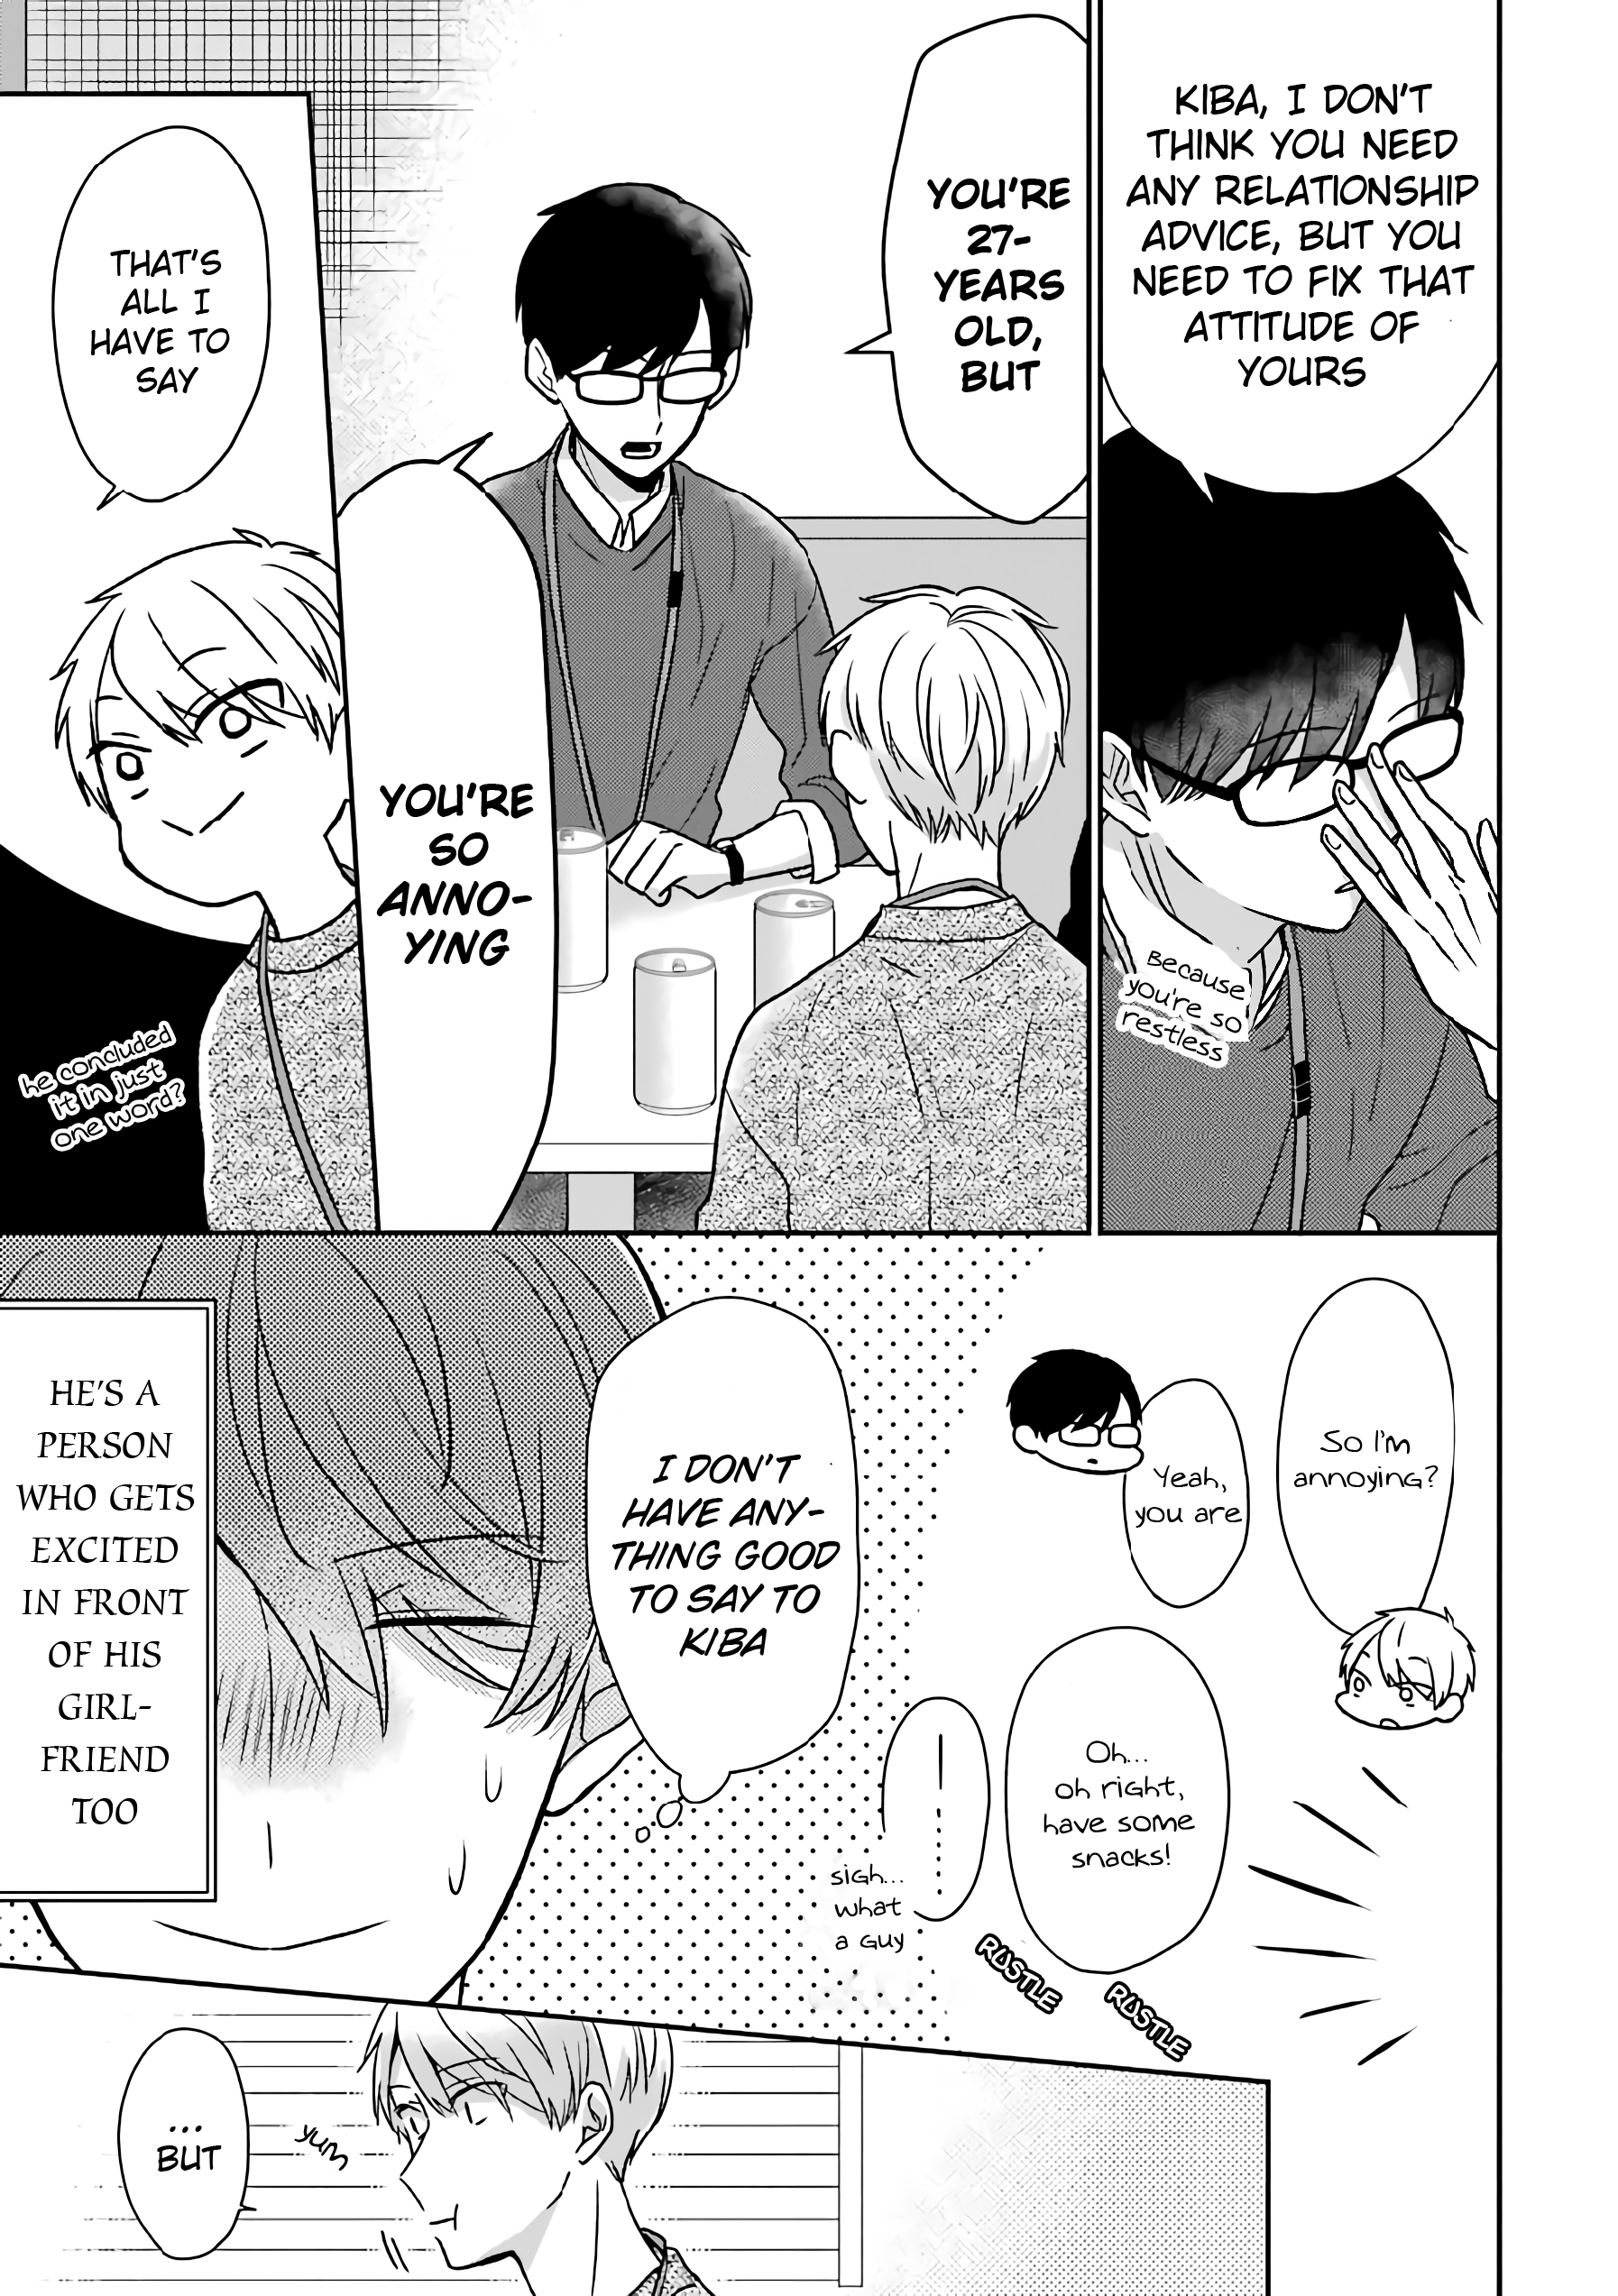 KIBA, I DON'T
THINK YOU NEED
ANY RELATIONSHIP
ADVICE, BUT YOU
NEED TO FIX THAT
ATTITUDE OF
YOURS
Because
you're so
restless
YOU'RE
27-
YEARS
OLD,
BUT
YOU'RE
SO
ANNO-
YING
THAT'S
ALL I
HAVE TO
SAY
he concluded
it in just
one word?
So I'm
annoying?
Yeah,
you are
Oh...
oh right,
have some
snacks!
RUSTLE
RUSTLE
sigh...
what
a guy
I DON'T
HAVE ANY-
THING GOOD
TO SAY TO
KIBA
HE'S A
PERSON
WHO GETS
EXCITED
IN FRONT
OF HIS
GIRL-
FRIEND
TOO
yum
...
BUT